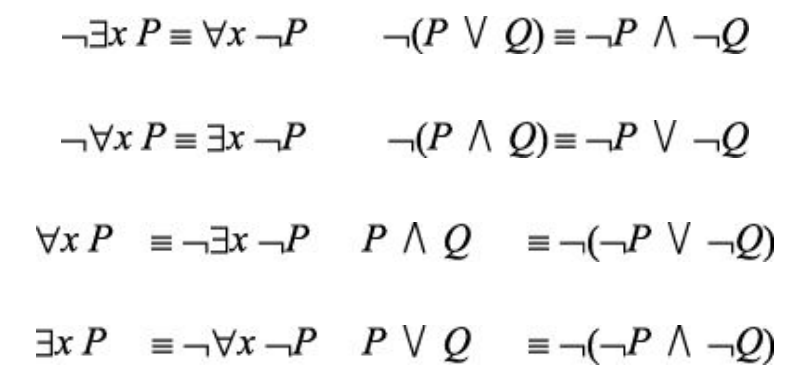 ¬∃x P ≡ ∀x ¬P ¬(P ∨ Q) ≡ ¬P ∧ ¬Q
¬∀x P ≡ ∃x ¬P ¬(P ∧ Q) ≡ ¬P ∨ ¬Q
∀x P ≡ ¬∃x ¬P P ∧ Q ≡ ¬(¬P ∨ ¬Q)
∃x P ≡ ¬∀x ¬P P ∨ Q ≡ ¬(¬P ∧ ¬Q)